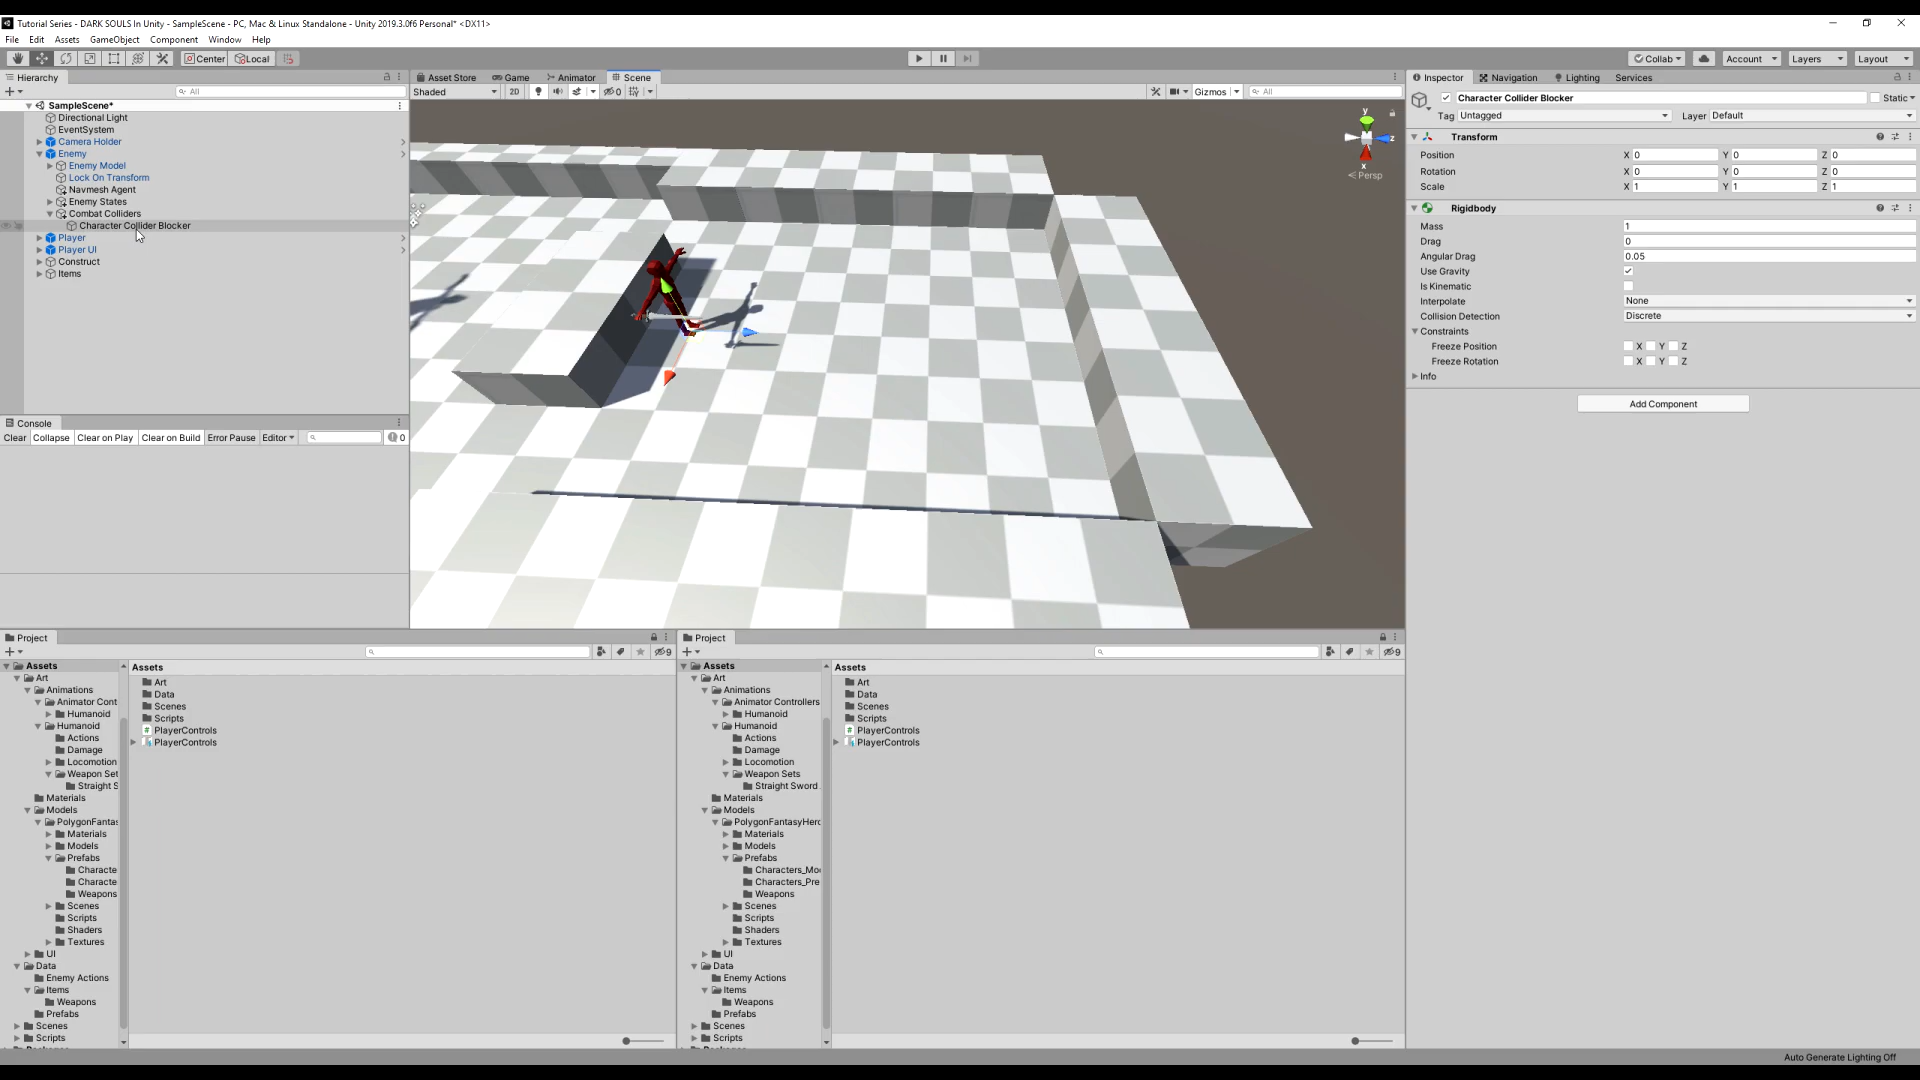 Tutorial Series - DARK SOULS In Unity - SampleScene - PC, Mac & Linux Standalone - Unity 2019.3.0f6 Personal* <DX11>
File Edit Assets GameObject Component Window Help
Center Local Collab Account Layers Layout
Hierarchy Asset Store Game Animator Scene Inspector Navigation Lighting Services
All Shaded 2D 0 Gizmos All
SampleScene*
Directional Light
EventSystem
Camera Holder
Enemy
Enemy Model
Lock On Transform
Navmesh Agent
Enemy States
Combat Colliders
Character Collider Blocker
Player
Player UI
Construct
Items
y
z
x
Persp
Character Collider Blocker Static
Tag Untagged Layer Default
Transform
Position X 0 Y 0 Z 0
Rotation X 0 Y 0 Z 0
Scale X 1 Y 1 Z 1
Rigidbody
Mass 1
Drag 0
Angular Drag 0.05
Use Gravity
Is Kinematic
Interpolate None
Collision Detection Discrete
Constraints
Freeze Position X Y Z
Freeze Rotation X Y Z
Info
Add Component
Console
Clear Collapse Clear on Play Clear on Build Error Pause Editor 0
Project
9
Assets
Art
Animations
Animator Cont
Humanoid
Humanoid
Actions
Damage
Locomotion
Weapon Set
Straight S
Materials
Models
PolygonFantas
Materials
Models
Prefabs
Characte
Characte
Weapons
Scenes
Scripts
Shaders
Textures
UI
Data
Enemy Actions
Items
Weapons
Prefabs
Scenes
Scripts
Assets
Art
Data
Scenes
Scripts
PlayerControls
PlayerControls
Project
9
Assets
Art
Animations
Animator Controllers
Humanoid
Humanoid
Actions
Damage
Locomotion
Weapon Sets
Straight Sword
Materials
Models
PolygonFantasyHero
Materials
Models
Prefabs
Characters_Mo
Characters_Pre
Weapons
Scenes
Scripts
Shaders
Textures
UI
Data
Enemy Actions
Items
Weapons
Prefabs
Scenes
Scripts
Assets
Art
Data
Scenes
Scripts
PlayerControls
PlayerControls
Auto Generate Lighting Off